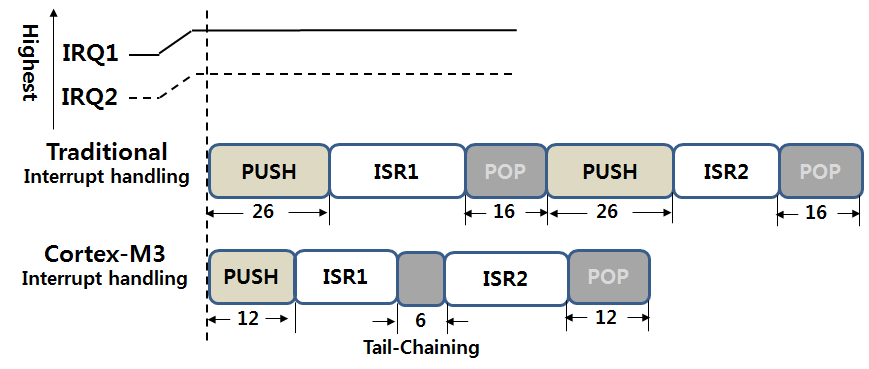 Highest
IRQ1
IRQ2
Traditional
Interrupt handling
PUSH ISR1 POP PUSH ISR2 POP
26 16 26 16
Cortex-M3
Interrupt handling
PUSH ISR1 ISR2 POP
12 6 12
Tail-Chaining